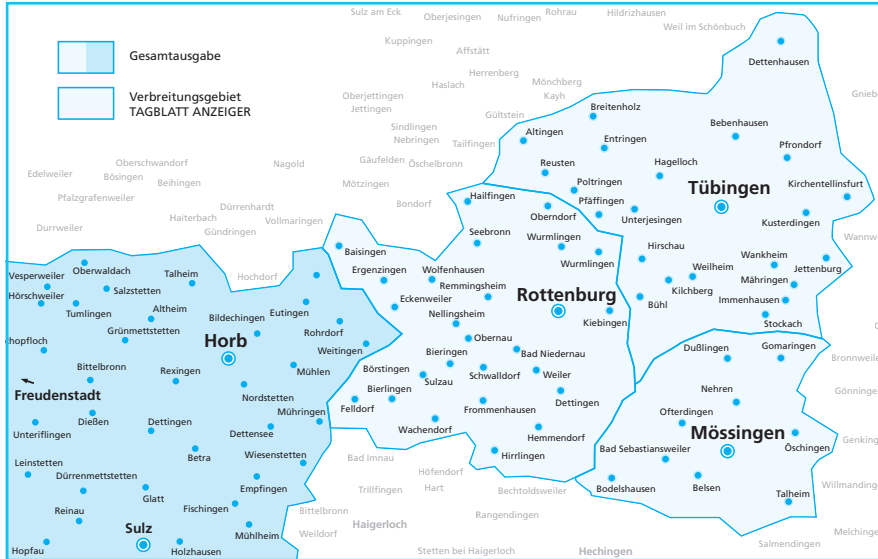 Gesamtausgabe
Verbreitungsgebiet
TAGBLATT ANZEIGER
Sulz am Eck
Oberjesingen
Nufringen
Rohrau
Hildrizhausen
Weil im Schönbuch
Kuppingen
Affstätt
Herrenberg
Haslach
Mönchberg
Kayh
Oberjettingen
Jettingen
Gültstein
Sindlingen
Nebringen
Tailfingen
Gäufelden
Öschelbronn
Mötzingen
Bondorf
Nagold
Oberschwandorf
Bösingen
Beihingen
Edelweiler
Pfalzgrafenweiler
Durrweiler
Haiterbach
Dürrenhardt
Gündringen
Vollmaringen
Hochdorf
Dettenhausen
Breitenholz
Bebenhausen
Altingen
Entringen
Pfrondorf
Reusten
Hagelloch
Poltringen
Tübingen
Kirchentellinsfurt
Pfäffingen
Unterjesingen
Kusterdingen
Hirschau
Wankheim
Weilheim
Mähringen
Jettenburg
Kilchberg
Bühl
Immenhausen
Stockach
Hailfingen
Oberndorf
Seebronn
Wurmlingen
Wurmlingen
Baisingen
Ergenzingen
Wolfenhausen
Remmingsheim
Eckenweiler
Rottenburg
Nellingsheim
Kiebingen
Obernau
Bieringen
Bad Niedernau
Börstingen
Sulzau
Schwalldorf
Weiler
Bierlingen
Dettingen
Felldorf
Frommenhausen
Wachendorf
Hemmendorf
Hirrlingen
Dußlingen
Gomaringen
Nehren
Ofterdingen
Mössingen
Öschingen
Bad Sebastiansweiler
Bodelshausen
Belsen
Talheim
Vesperweiler
Oberwaldach
Talheim
Hörschweiler
Salzstetten
Tumlingen
Altheim
Bildechingen
Eutingen
Grünmettstetten
Rohrdorf
Horb
Weitingen
Bittelbronn
Rexingen
Mühlen
Freudenstadt
Nordstetten
Mühringen
Dießen
Unteriflingen
Dettingen
Dettensee
Betra
Wiesenstetten
Leinstetten
Dürrenmettstetten
Empfingen
Glatt
Fischingen
Reinau
Sulz
Mühlheim
Hopfau
Holzhausen
Bad Imnau
Höfendorf
Trillfingen
Hart
Bechtoldsweiler
Bittelbronn
Weildorf
Haigerloch
Rangendingen
Stetten bei Haigerloch
Hechingen
Salmendingen